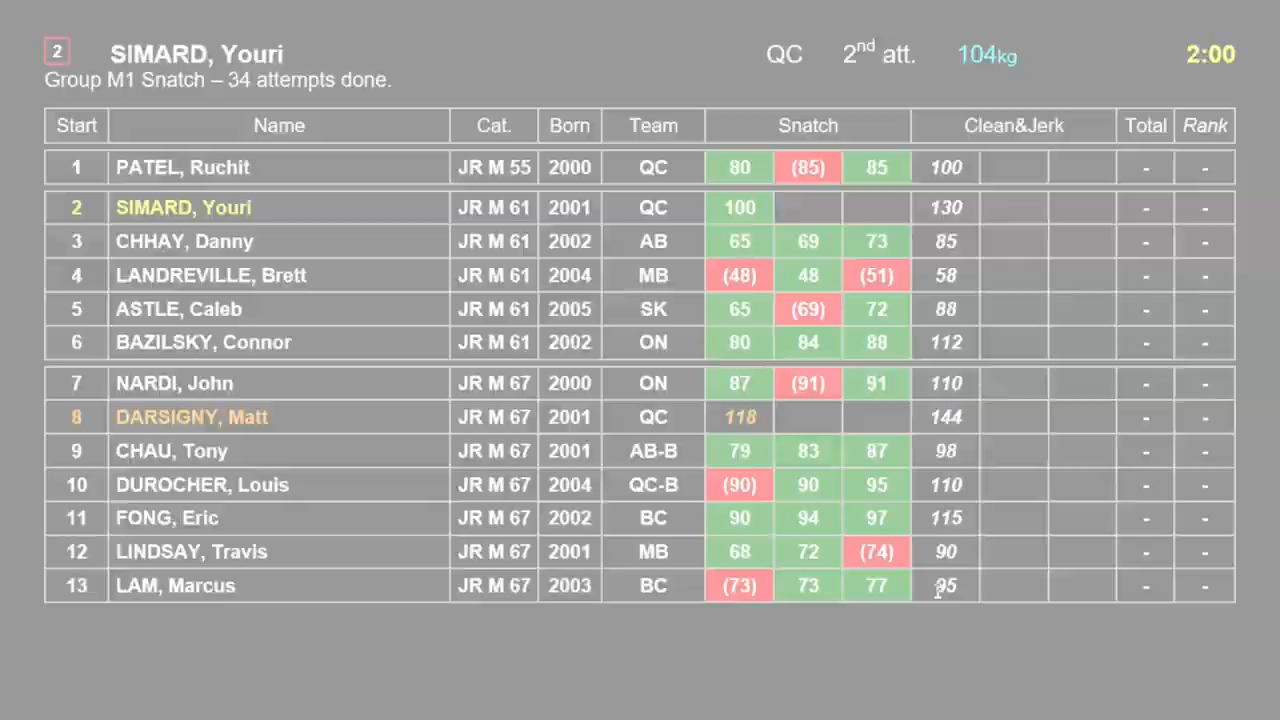 2 SIMARD, Youri QC 2nd att. 104kg 2:00
Group M1 Snatch – 34 attempts done.
Start Name Cat. Born Team Snatch Clean&Jerk Total Rank
1 PATEL, Ruchit JR M 55 2000 QC 80 (85) 85 100 - -
2 SIMARD, Youri JR M 61 2001 QC 100 130 - -
3 CHHAY, Danny JR M 61 2002 AB 65 69 73 85 - -
4 LANDREVILLE, Brett JR M 61 2004 MB (48) 48 (51) 58 - -
5 ASTLE, Caleb JR M 61 2005 SK 65 (69) 72 88 - -
6 BAZILSKY, Connor JR M 61 2002 ON 80 84 88 112 - -
7 NARDI, John JR M 67 2000 ON 87 (91) 91 110 - -
8 DARSIGNY, Matt JR M 67 2001 QC 118 144 - -
9 CHAU, Tony JR M 67 2001 AB-B 79 83 87 98 - -
10 DUROCHER, Louis JR M 67 2004 QC-B (90) 90 95 110 - -
11 FONG, Eric JR M 67 2002 BC 90 94 97 115 - -
12 LINDSAY, Travis JR M 67 2001 MB 68 72 (74) 90 - -
13 LAM, Marcus JR M 67 2003 BC (73) 73 77 95 - -